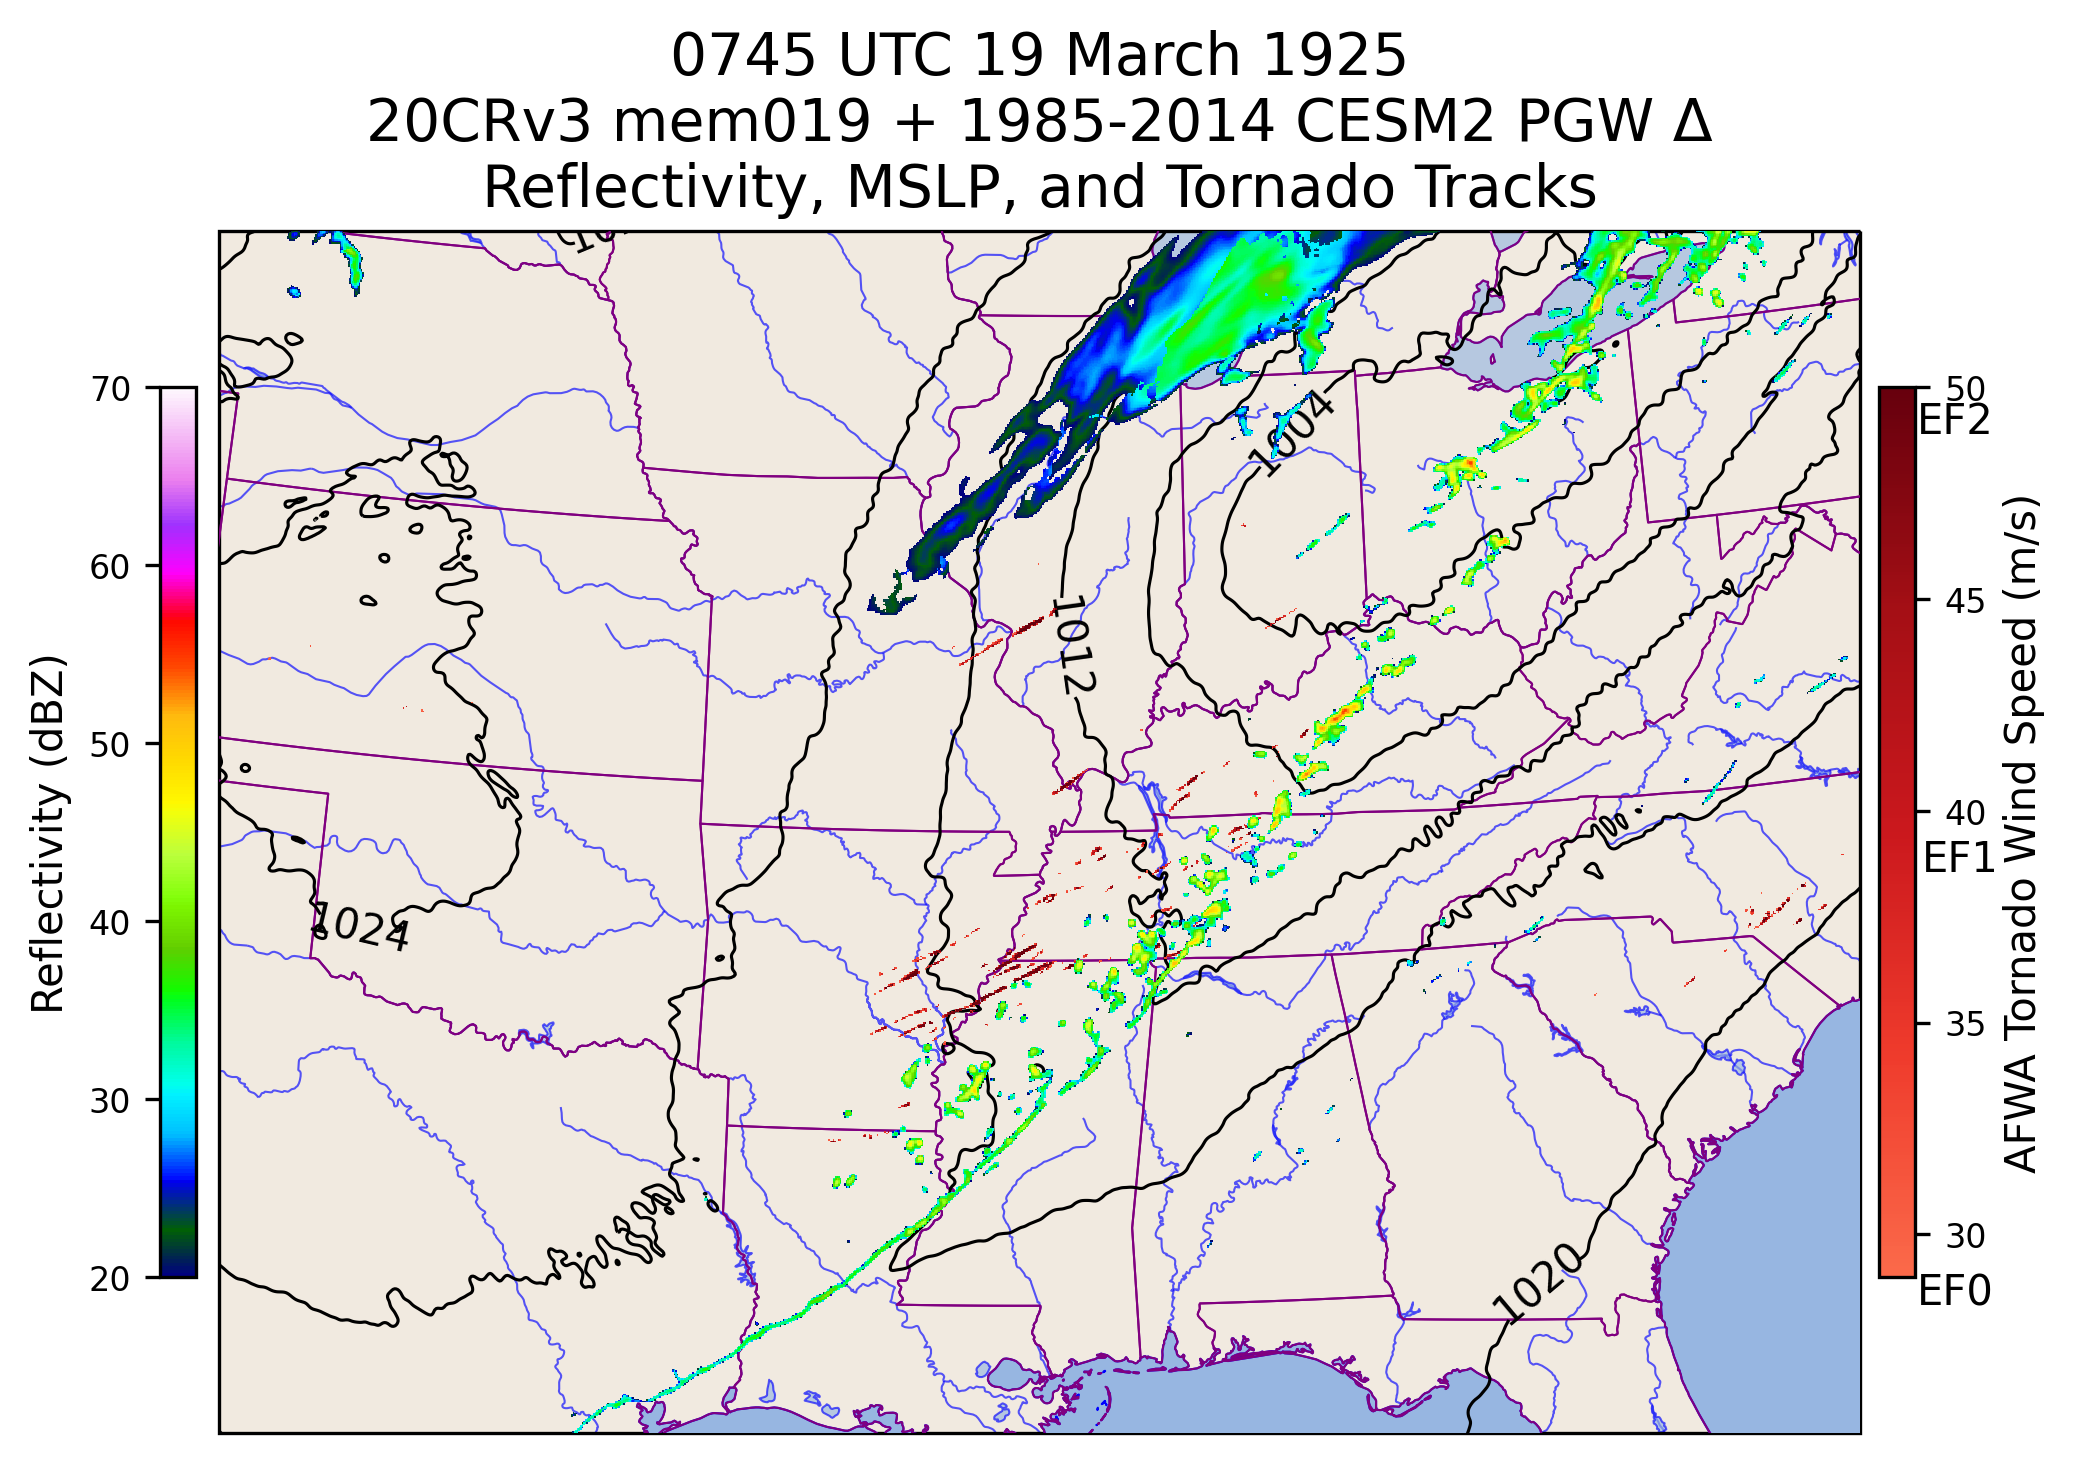 0745 UTC 19 March 1925
20CRv3 mem019 + 1985-2014 CESM2 PGW Δ
Reflectivity, MSLP, and Tornado Tracks
Reflectivity (dBZ)
70
60
50
40
30
20
1004
1012
1024
1020
50
EF2
45
40
EF1
35
30
EF0
AFWA Tornado Wind Speed (m/s)